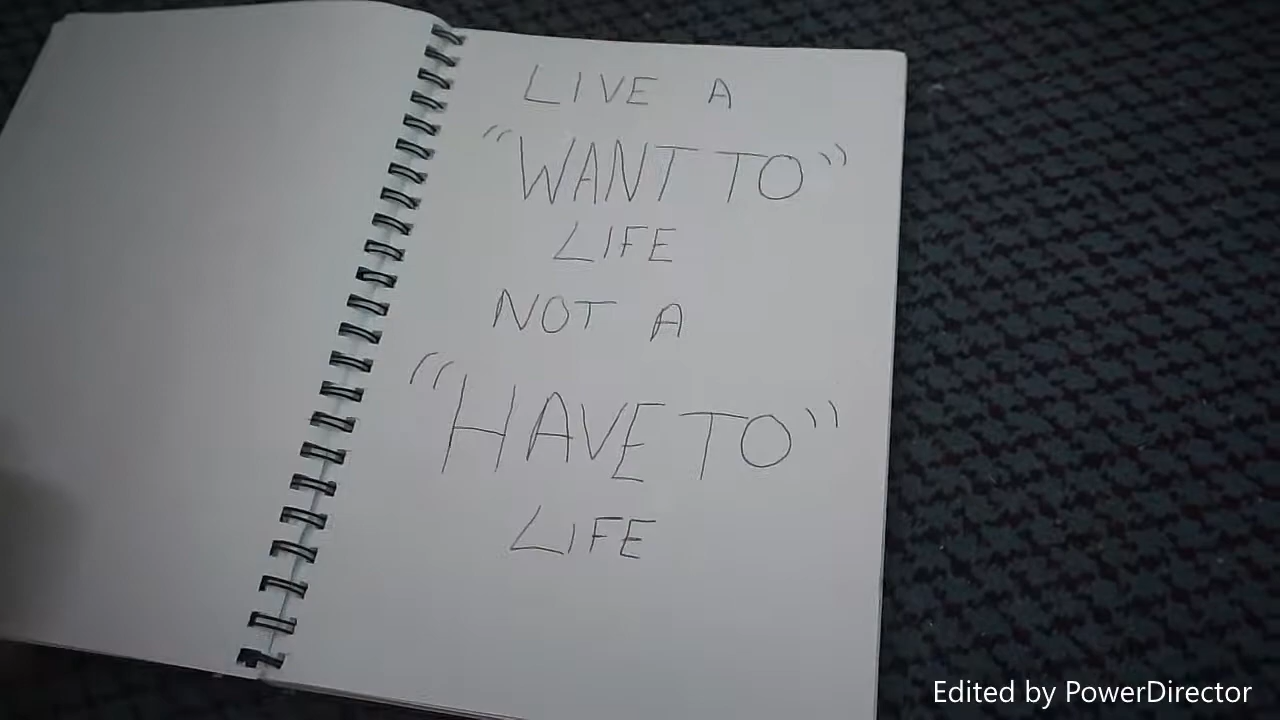 LIVE A
"WANT TO"
LIFE
NOT A
"HAVE TO"
LIFE
Edited by PowerDirector